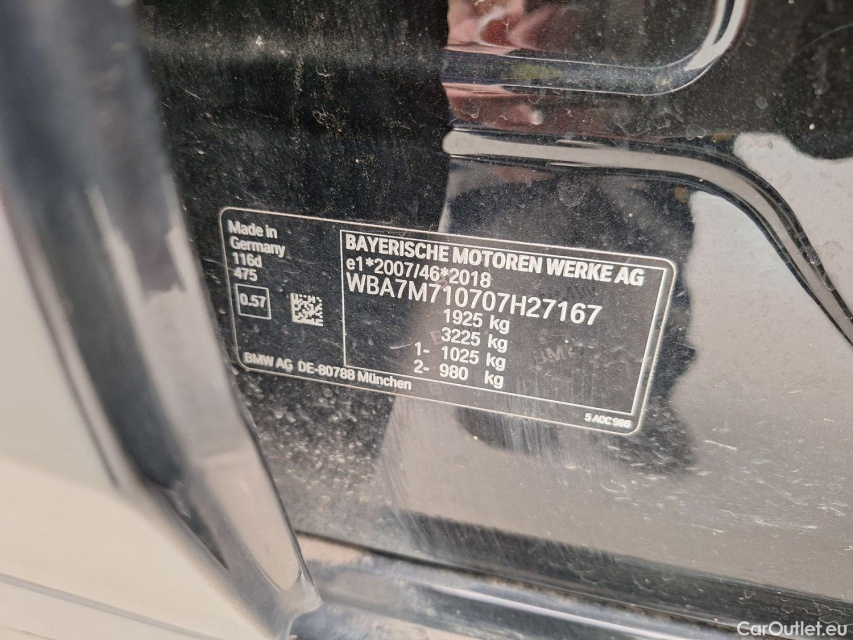 Made in
Germany
116d
475
0.57
BAYERISCHE MOTOREN WERKE AG
e1*2007/46*2018
WBA7M710707H27167
1925 kg
3225 kg
1- 1025 kg
2- 980 kg
BMW AG DE-80788 München
5 A0C 986
CarOutlet.eu